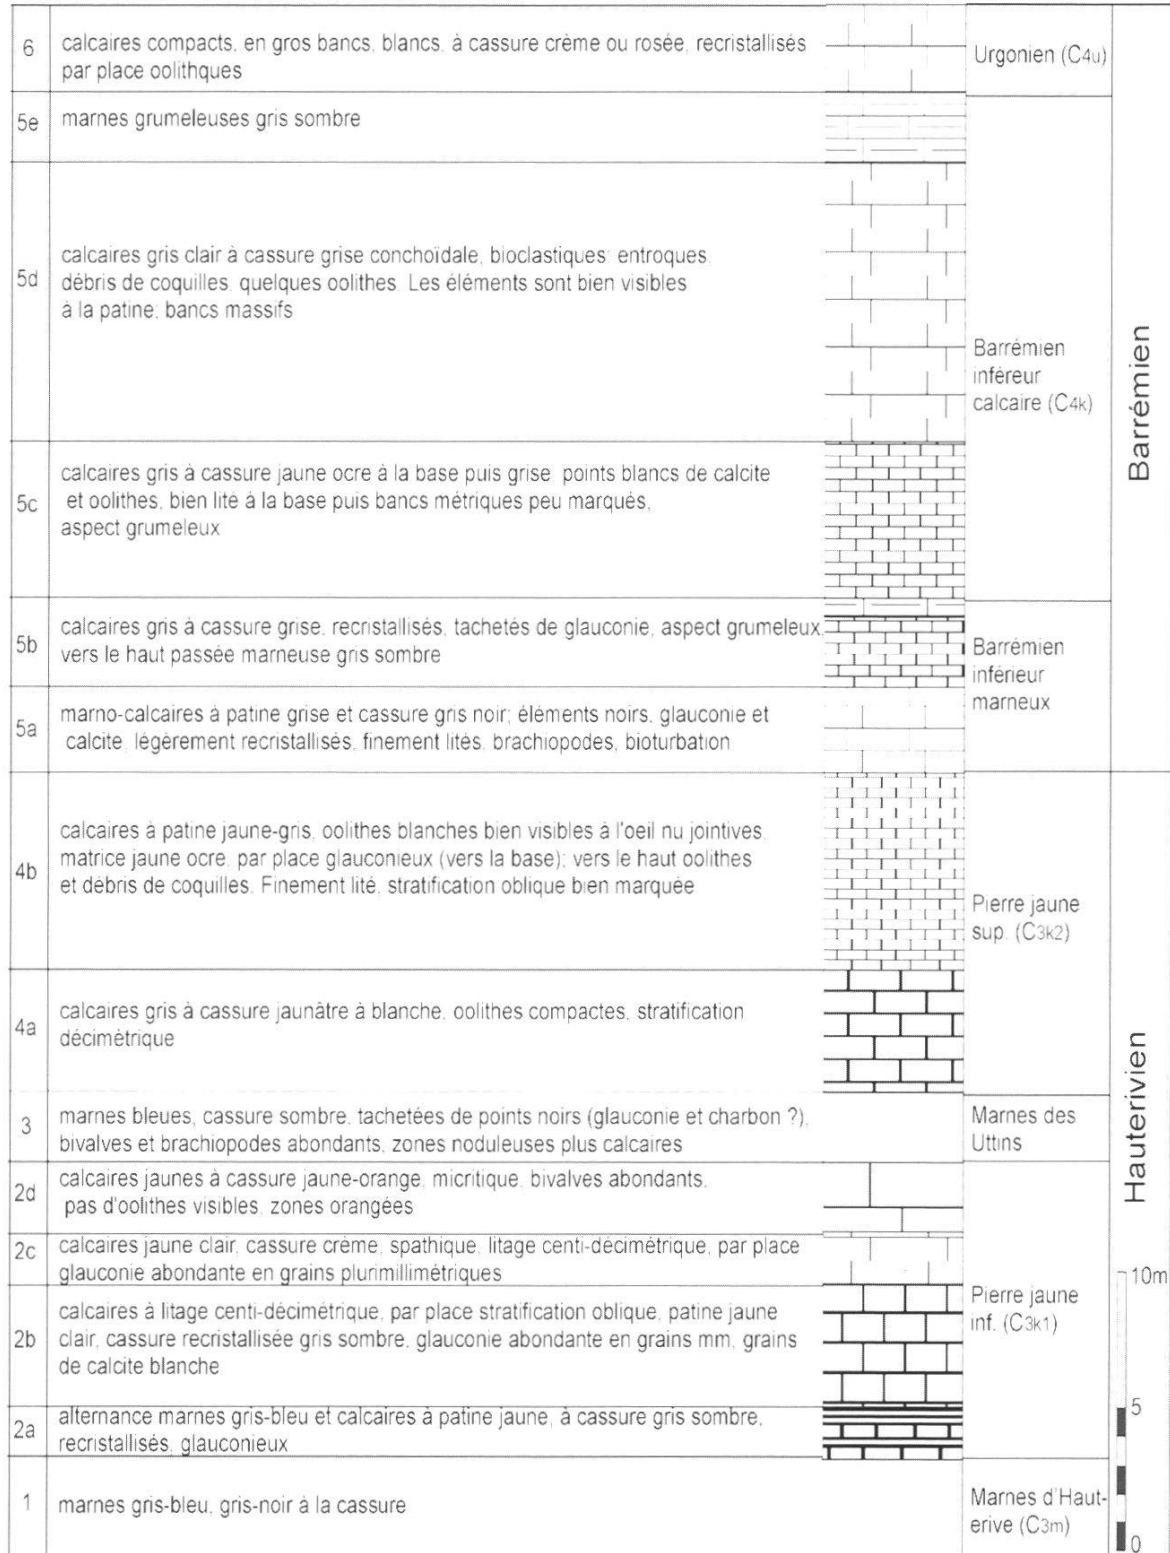 6
calcaires compacts, en gros bancs, blancs, à cassure crème ou rosée, recristallisés
par place oolithques
Urgonien (C4u)
5e
marnes grumeleuses gris sombre
5d
calcaires gris clair à cassure grise conchoïdale, bioclastiques: entroques,
débris de coquilles, quelques oolithes. Les éléments sont bien visibles
à la patine; bancs massifs
Barrémien
inféreur
calcaire (C4k)
5c
calcaires gris à cassure jaune ocre à la base puis grise, points blancs de calcite
et oolithes, bien lité à la base puis bancs métriques peu marqués,
aspect grumeleux
5b
calcaires gris à cassure grise, recristallisés, tachetés de glauconie, aspect grumeleux,
vers le haut passée marneuse gris sombre
Barrémien
inférieur
marneux
5a
marno-calcaires à patine grise et cassure gris noir; éléments noirs, glauconie et
calcite, légèrement recristallisés, finement lités, brachiopodes, bioturbation
Barrémien
4b
calcaires à patine jaune-gris, oolithes blanches bien visibles à l'oeil nu jointives,
matrice jaune ocre, par place glauconieux (vers la base); vers le haut oolithes
et débris de coquilles. Finement lité, stratification oblique bien marquée
Pierre jaune
sup. (C3k2)
4a
calcaires gris à cassure jaunâtre à blanche, oolithes compactes, stratification
décimétrique
3
marnes bleues, cassure sombre, tachetées de points noirs (glauconie et charbon ?),
bivalves et brachiopodes abondants, zones noduleuses plus calcaires
Marnes des
Uttins
2d
calcaires jaunes à cassure jaune-orange, micritique, bivalves abondants,
pas d'oolithes visibles, zones orangées
2c
calcaires jaune clair, cassure crème, spathique, litage centi-décimétrique, par place
glauconie abondante en grains plurimillimétriques
2b
calcaires à litage centi-décimétrique, par place stratification oblique, patine jaune
clair, cassure recristallisée gris sombre, glauconie abondante en grains mm, grains
de calcite blanche
Pierre jaune
inf. (C3k1)
2a
alternance marnes gris-bleu et calcaires à patine jaune, à cassure gris sombre,
recristallisés, glauconieux
1
marnes gris-bleu, gris-noir à la cassure
Marnes d'Haut-
erive (C3m)
Hauterivien
10m
5
0